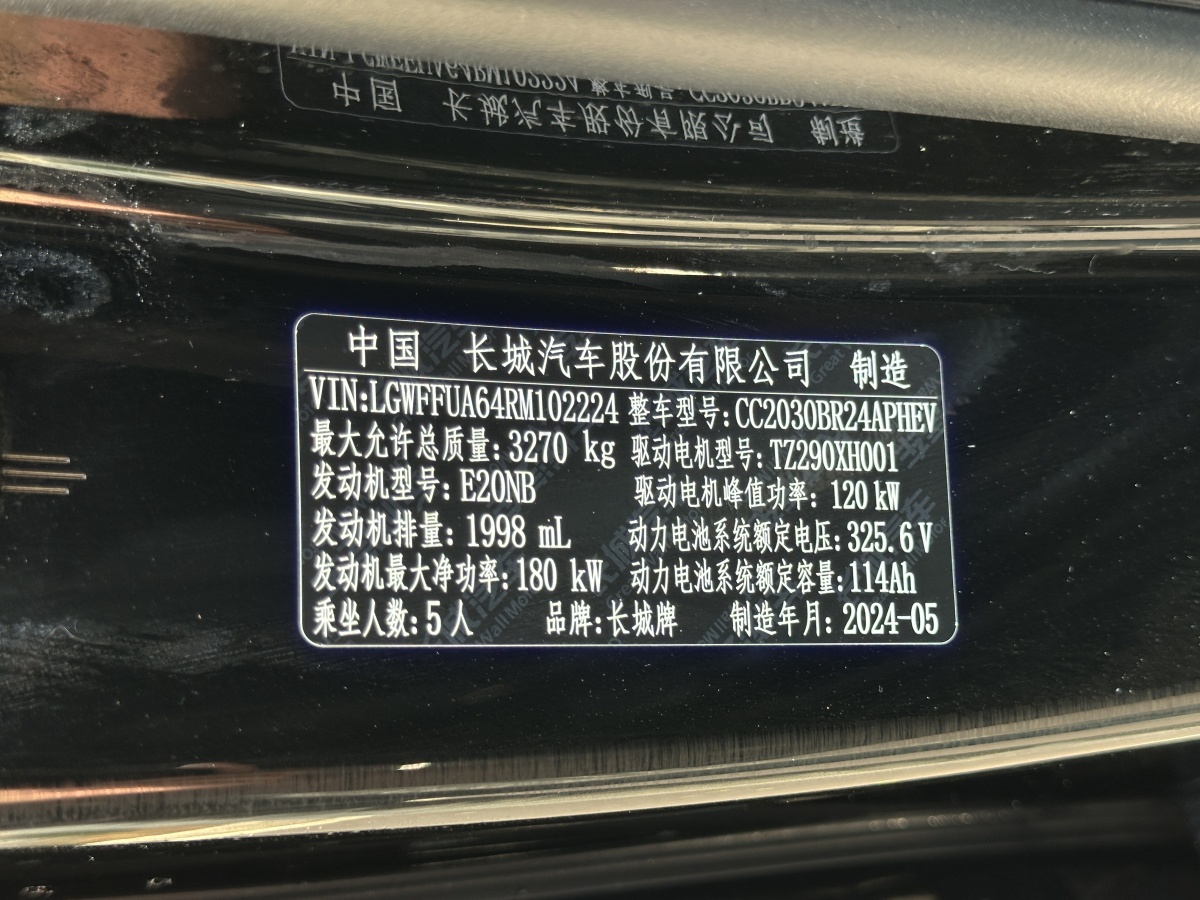 中国 长城汽车股份有限公司 制造
VIN:LGWFFUA64RM102224 整车型号:CC2030BR24APHEV
最大允许总质量:3270 kg 驱动电机型号:TZ290XH001
发动机型号:E20NB 驱动电机峰值功率:120 kW
发动机排量:1998 mL 动力电池系统额定电压:325.6 V
发动机最大净功率:180 kW 动力电池系统额定容量:114Ah
乘坐人数:5 人 品牌:长城牌 制造年月:2024-05